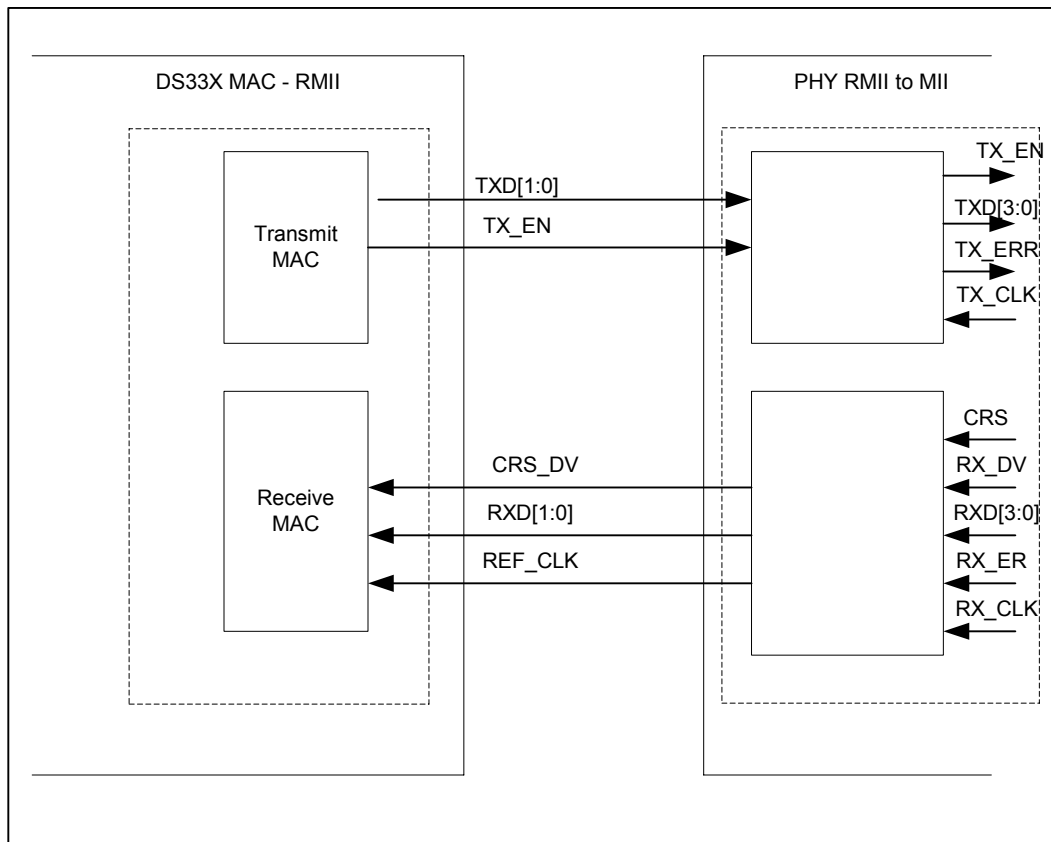 DS33X MAC - RMII
PHY RMII to MII
Transmit
MAC
TXD[1:0]
TX_EN
TX_EN
TXD[3:0]
TX_ERR
TX_CLK
Receive
MAC
CRS_DV
RXD[1:0]
REF_CLK
CRS
RX_DV
RXD[3:0]
RX_ER
RX_CLK